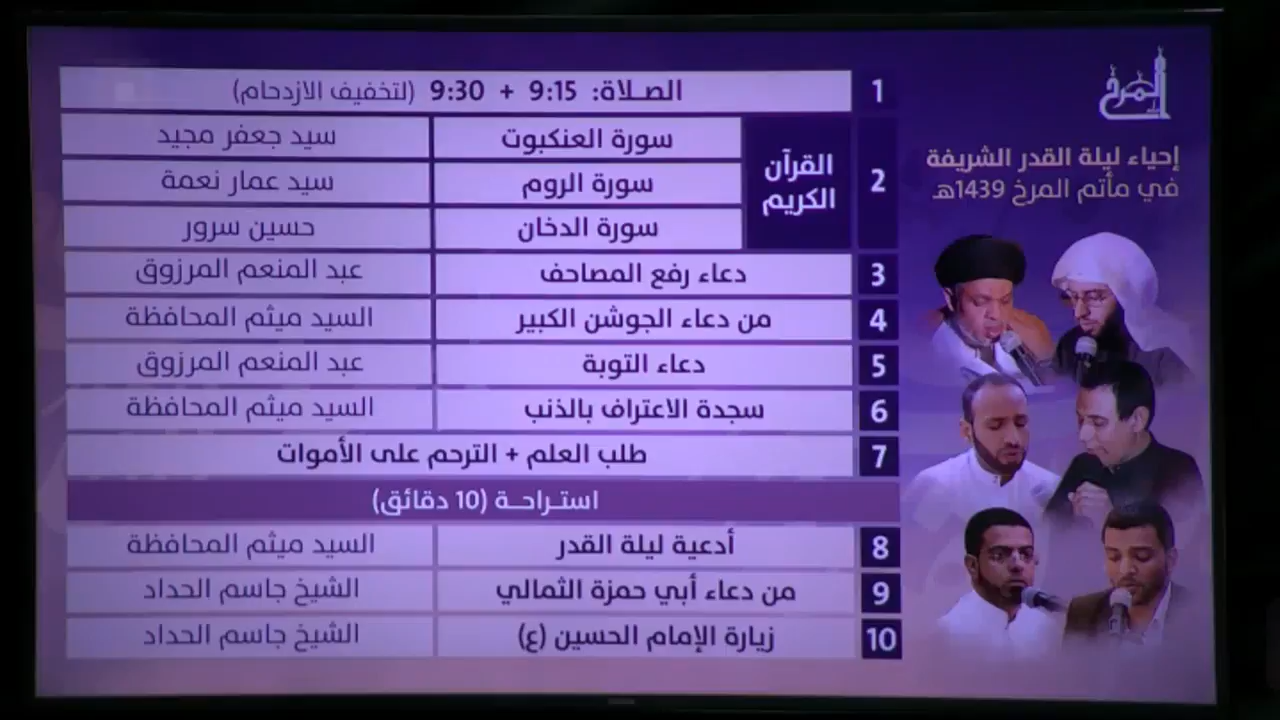 المرخ
إحياء ليلة القدر الشريفة
في مأتم المرخ 1439هـ
1 الصـلاة: 9:15 + 9:30 (لتخفيف الازدحام)
2 القرآن الكريم
سورة العنكبوت سيد جعفر مجيد
سورة الروم سيد عمار نعمة
سورة الدخان حسين سرور
3 دعاء رفع المصاحف عبد المنعم المرزوق
4 من دعاء الجوشن الكبير السيد ميثم المحافظة
5 دعاء التوبة عبد المنعم المرزوق
6 سجدة الاعتراف بالذنب السيد ميثم المحافظة
7 طلب العلم + الترحم على الأموات
استـراحـة (10 دقائق)
8 أدعية ليلة القدر السيد ميثم المحافظة
9 من دعاء أبي حمزة الثمالي الشيخ جاسم الحداد
10 زيارة الإمام الحسين (ع) الشيخ جاسم الحداد